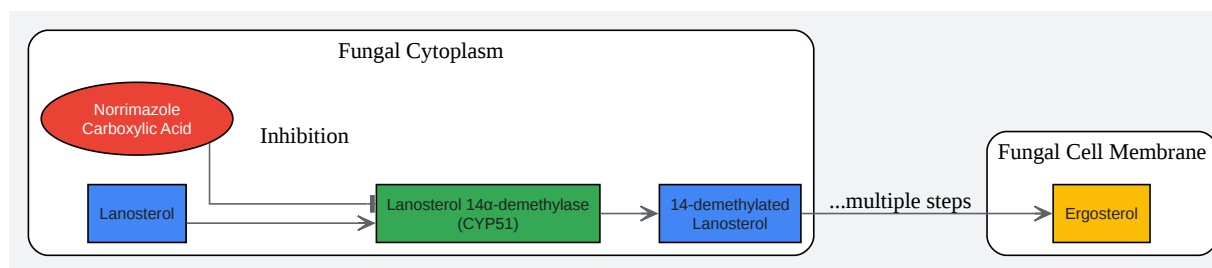 Fungal Cytoplasm
Norrimazole
Carboxylic Acid
Inhibition
Fungal Cell Membrane
Lanosterol
Lanosterol 14α-demethylase
(CYP51)
14-demethylated
Lanosterol
...multiple steps
Ergosterol